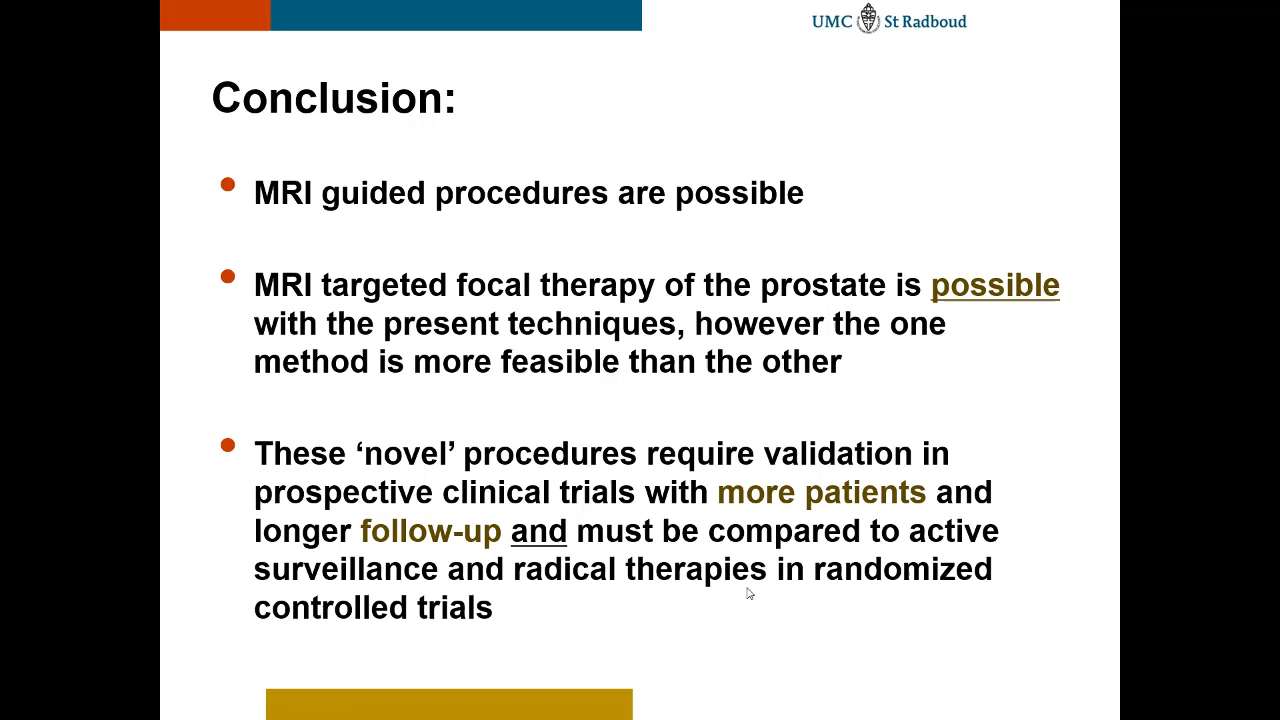 UMC St Radboud
Conclusion:
• MRI guided procedures are possible
• MRI targeted focal therapy of the prostate is possible
with the present techniques, however the one
method is more feasible than the other
• These ‘novel’ procedures require validation in
prospective clinical trials with more patients and
longer follow-up and must be compared to active
surveillance and radical therapies in randomized
controlled trials